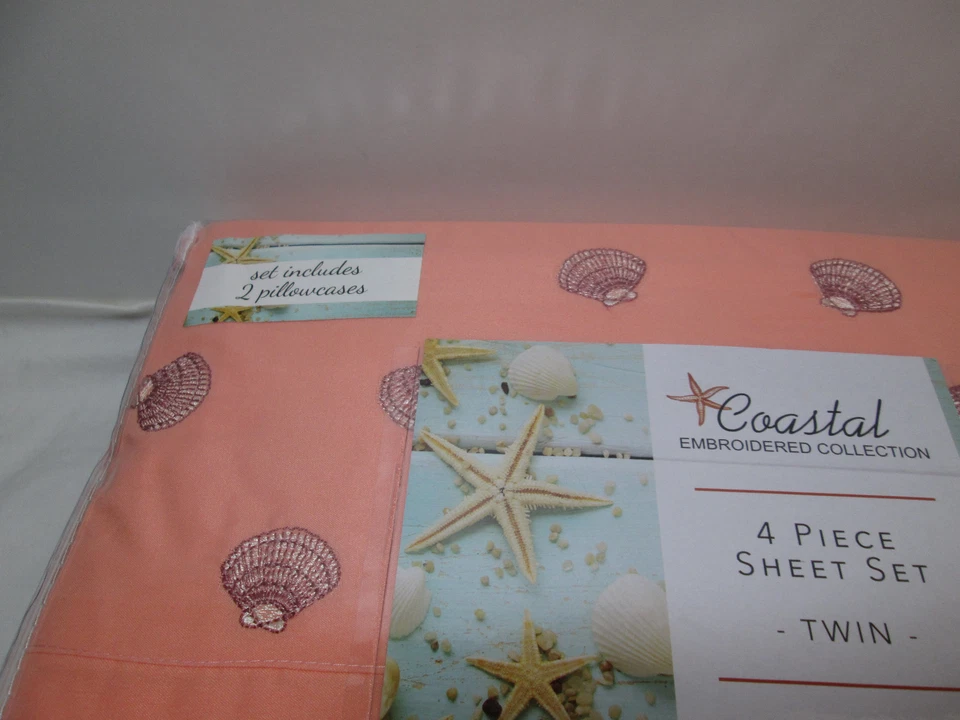 set includes
2 pillowcases
Coastal
EMBROIDERED COLLECTION
4 PIECE
SHEET SET
- TWIN -